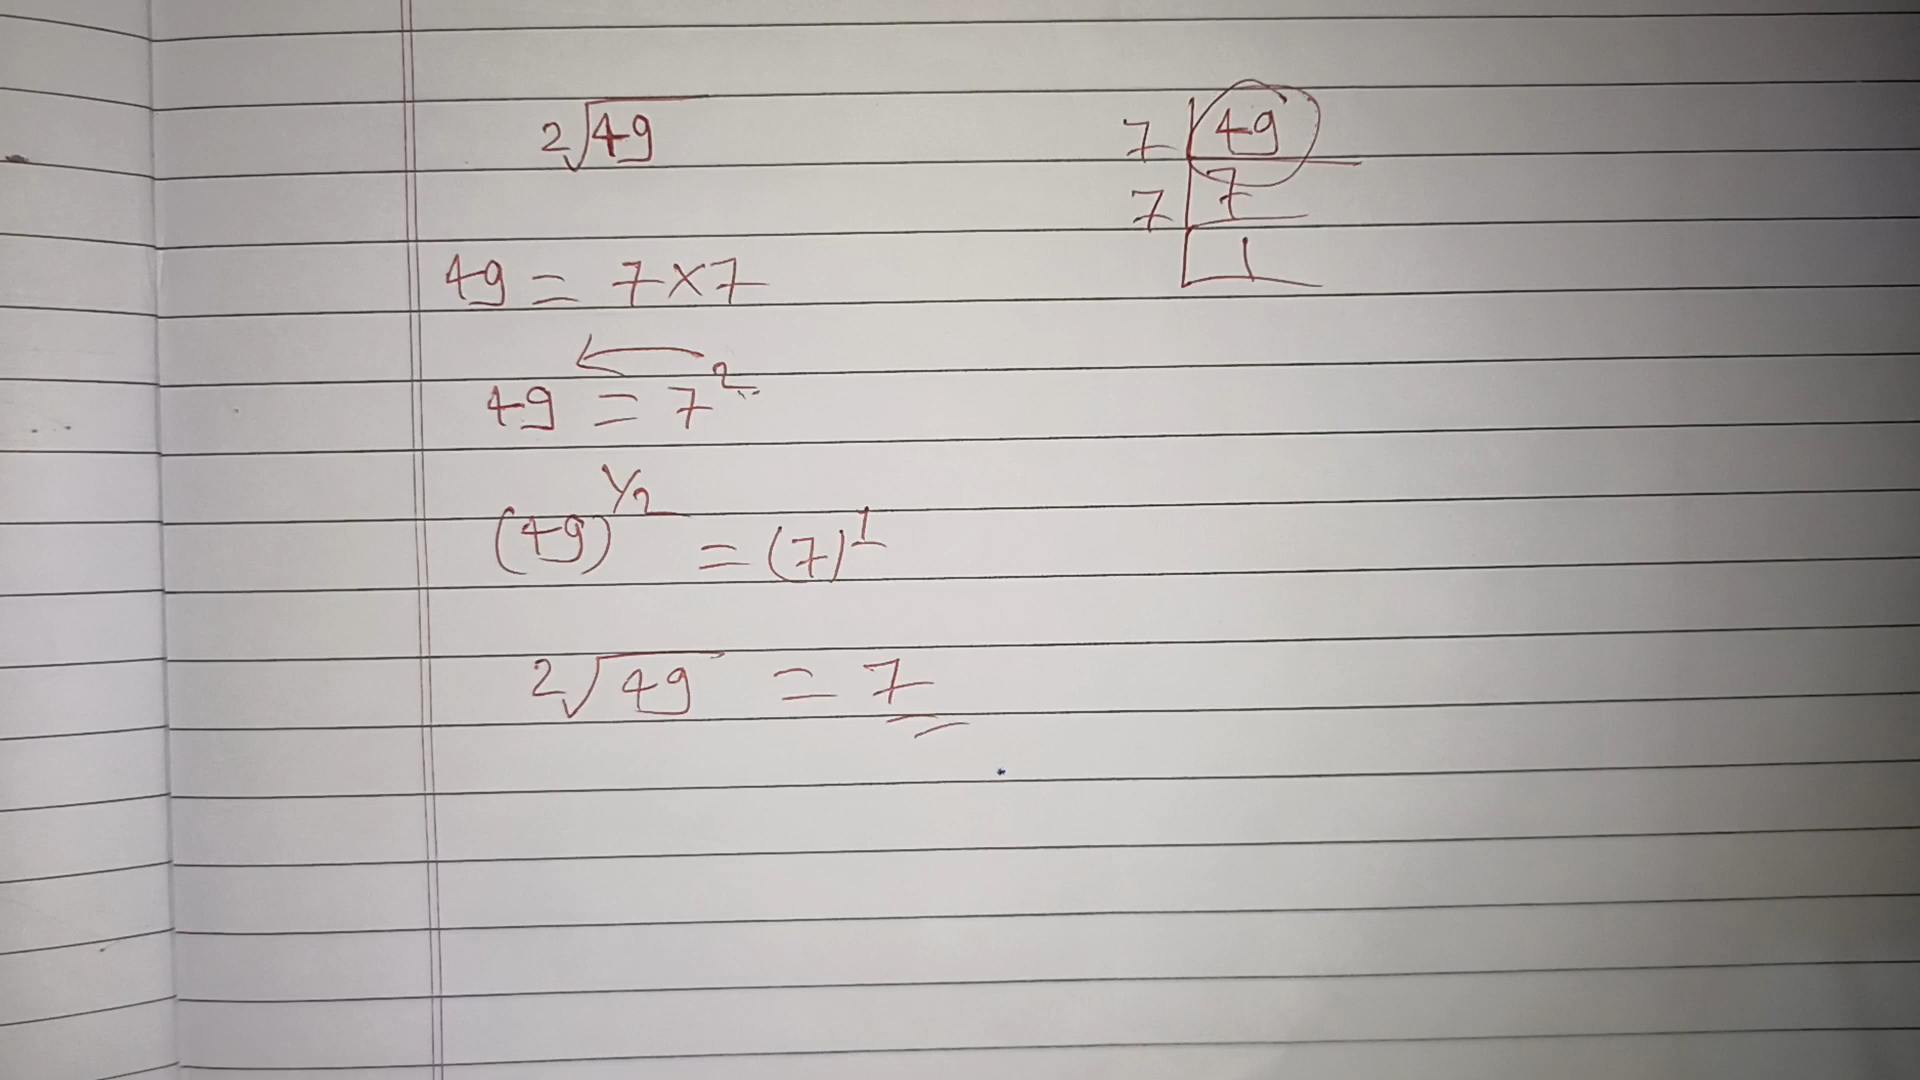 2√49
49 = 7×7
49 = 7²
(49)^1/2 = (7)^1
2√49 = 7
7 | 49
7 | 7
1